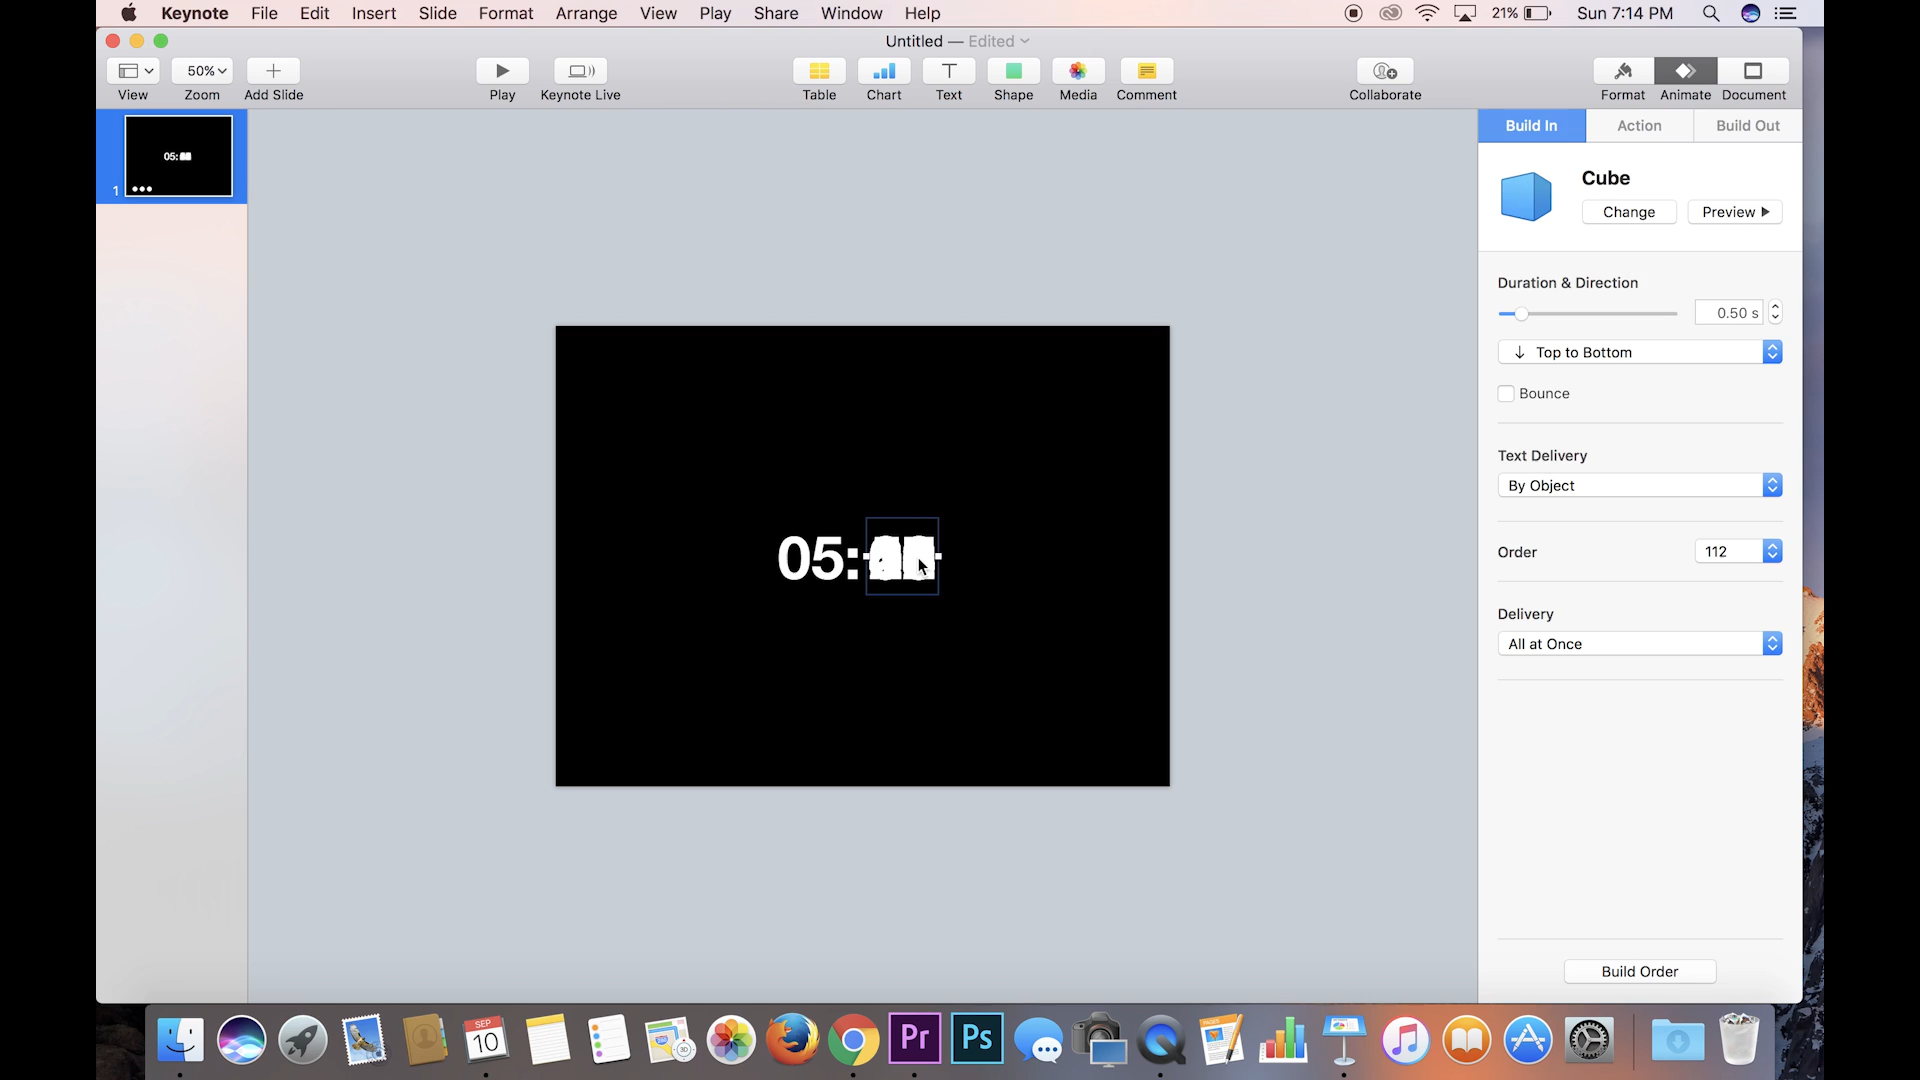 Keynote File Edit Insert Slide Format Arrange View Play Share Window Help 21% Sun 7:14 PM
Untitled — Edited
50%
View Zoom Add Slide Play Keynote Live Table Chart Text Shape Media Comment Collaborate Format Animate Document
Build In Action Build Out
05:
1
Cube
Change Preview
Duration & Direction
0.50 s
Top to Bottom
Bounce
Text Delivery
By Object
05:
Order 112
Delivery
All at Once
Build Order
SEP
10
Pr Ps